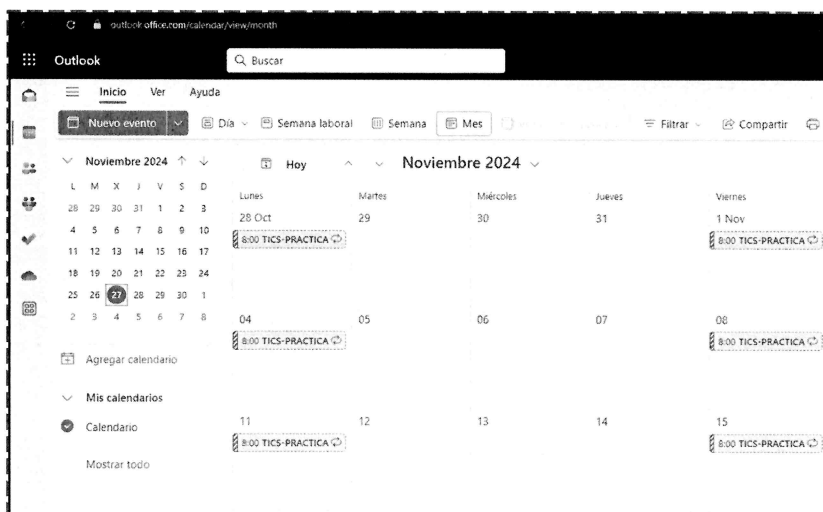 outlook.office.com/calendar/view/month
Outlook
Buscar
Inicio Ver Ayuda
Nuevo evento Día Semana laboral Semana Mes Filtrar Compartir
Noviembre 2024
L M X J V S D
28 29 30 31 1 2 3
4 5 6 7 8 9 10
11 12 13 14 15 16 17
18 19 20 21 22 23 24
25 26 27 28 29 30 1
2 3 4 5 6 7 8
Agregar calendario
Mis calendarios
Calendario
Mostrar todo
Hoy Noviembre 2024
Lunes Martes Miércoles Jueves Viernes
28 Oct 29 30 31 1 Nov
8:00 TICS-PRACTICA 8:00 TICS-PRACTICA
04 05 06 07 08
8:00 TICS-PRACTICA 8:00 TICS-PRACTICA
11 12 13 14 15
8:00 TICS-PRACTICA 8:00 TICS-PRACTICA